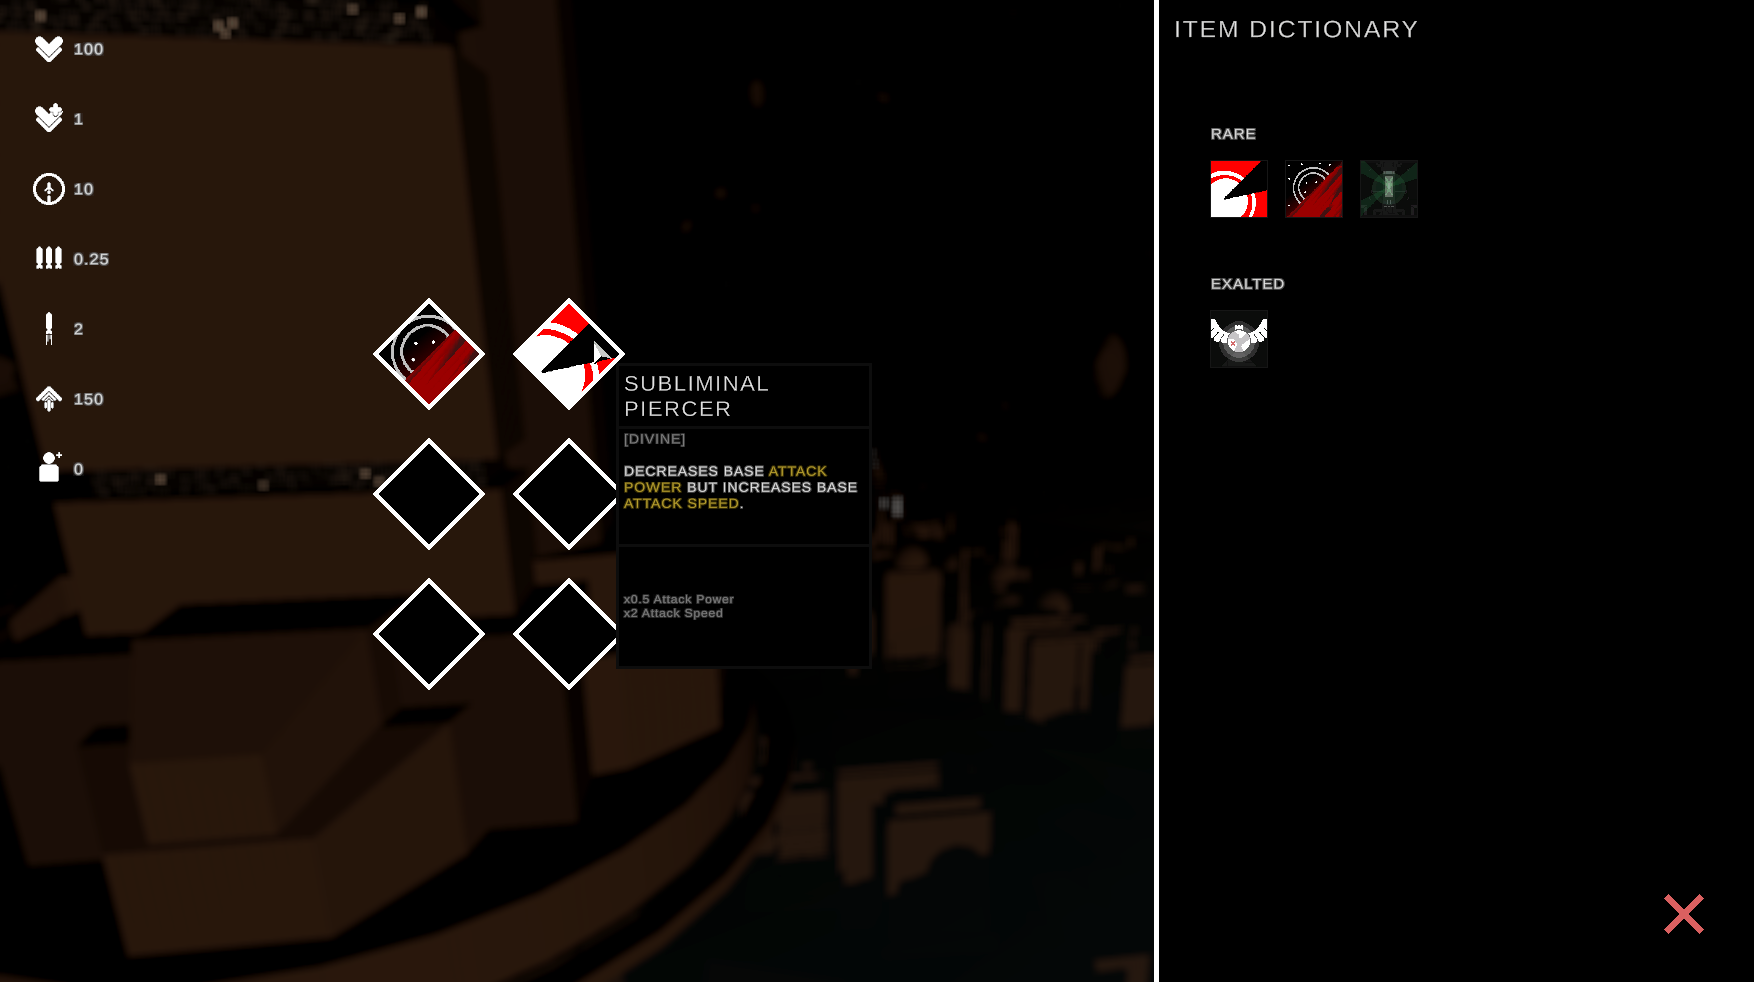 100
1
10
0.25
2
150
0
SUBLIMINAL
PIERCER
[DIVINE]
DECREASES BASE ATTACK
POWER BUT INCREASES BASE
ATTACK SPEED.
x0.5 Attack Power
x2 Attack Speed
ITEM DICTIONARY
RARE
EXALTED